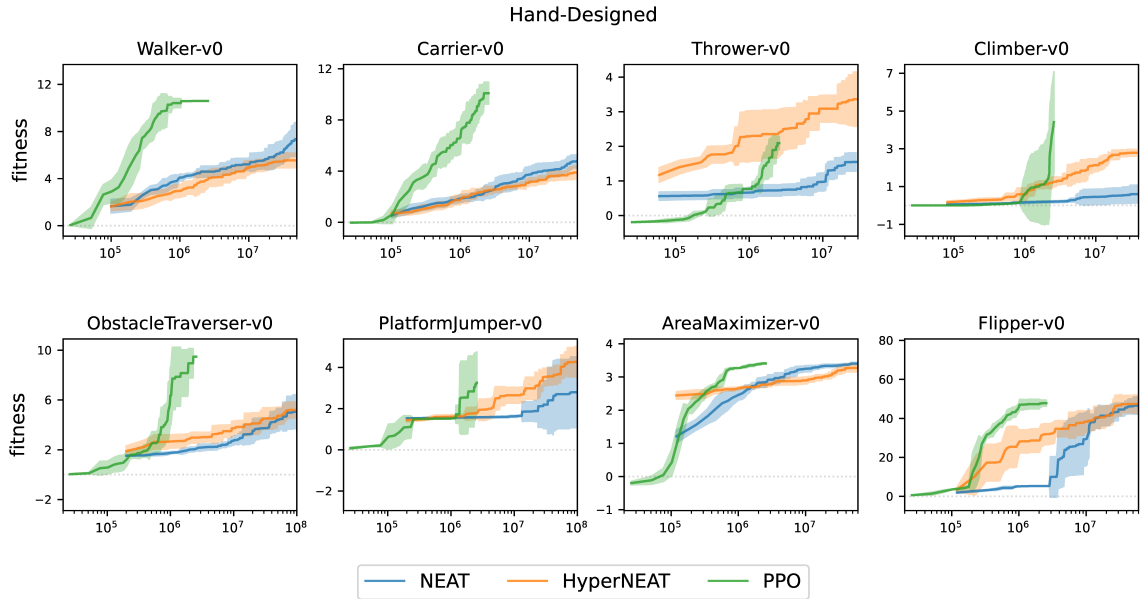 Hand-Designed
Walker-v0 Carrier-v0 Thrower-v0 Climber-v0
fitness
12
8
4
0
10^5 10^6 10^7
12
8
4
0
10^5 10^6 10^7
4
3
2
1
0
10^5 10^6 10^7
7
5
3
1
−1
10^5 10^6 10^7
ObstacleTraverser-v0 PlatformJumper-v0 AreaMaximizer-v0 Flipper-v0
fitness
10
6
2
−2
10^5 10^6 10^7 10^8
4
2
0
−2
10^5 10^6 10^7 10^8
4
3
2
1
0
−1
10^5 10^6 10^7
80
60
40
20
0
10^5 10^6 10^7
NEAT HyperNEAT PPO